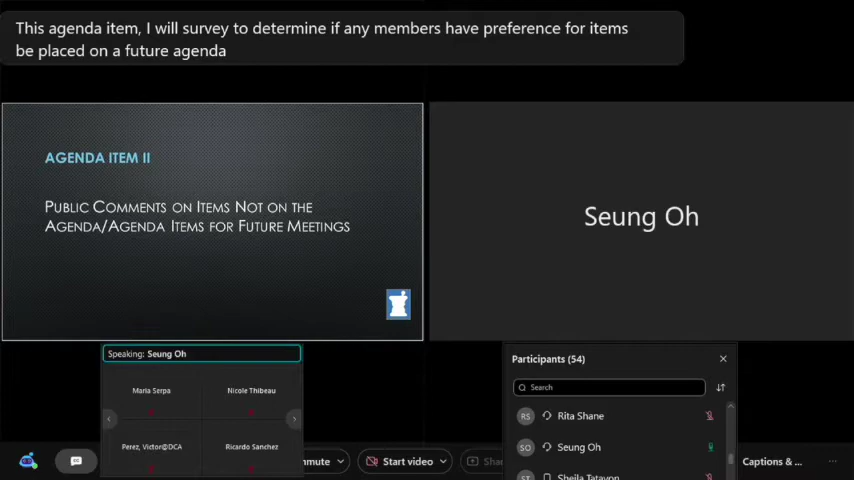 This agenda item, I will survey to determine if any members have preference for items
be placed on a future agenda
AGENDA ITEM II
PUBLIC COMMENTS ON ITEMS NOT ON THE
AGENDA/AGENDA ITEMS FOR FUTURE MEETINGS
Seung Oh
Speaking: Seung Oh
Maria Serpa
Nicole Thibeau
Perez, Victor@DCA
Ricardo Sanchez
Participants (54)
Search
RS
Rita Shane
SO
Seung Oh
ST
Sheila Tatayon
mute
Start video
Shar
Captions & ...